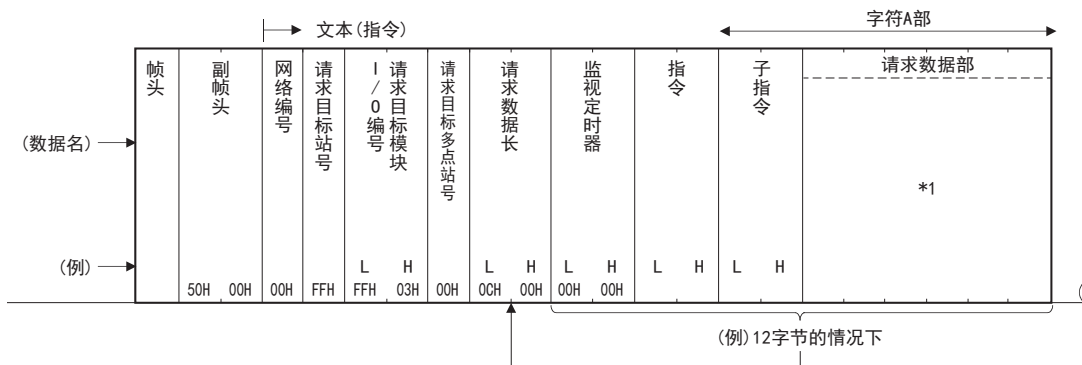 字符A部
文本(指令)
帧头
副帧头
网络编号
请求目标站号
请求目标模块
I/O编号
请求目标多点站号
请求数据长
监视定时器
指令
子指令
请求数据部
(数据名)
*1
(例)
L H L H L H L H L H
50H 00H 00H FFH FFH 03H 00H 0CH 00H 00H 00H
(例)12字节的情况下